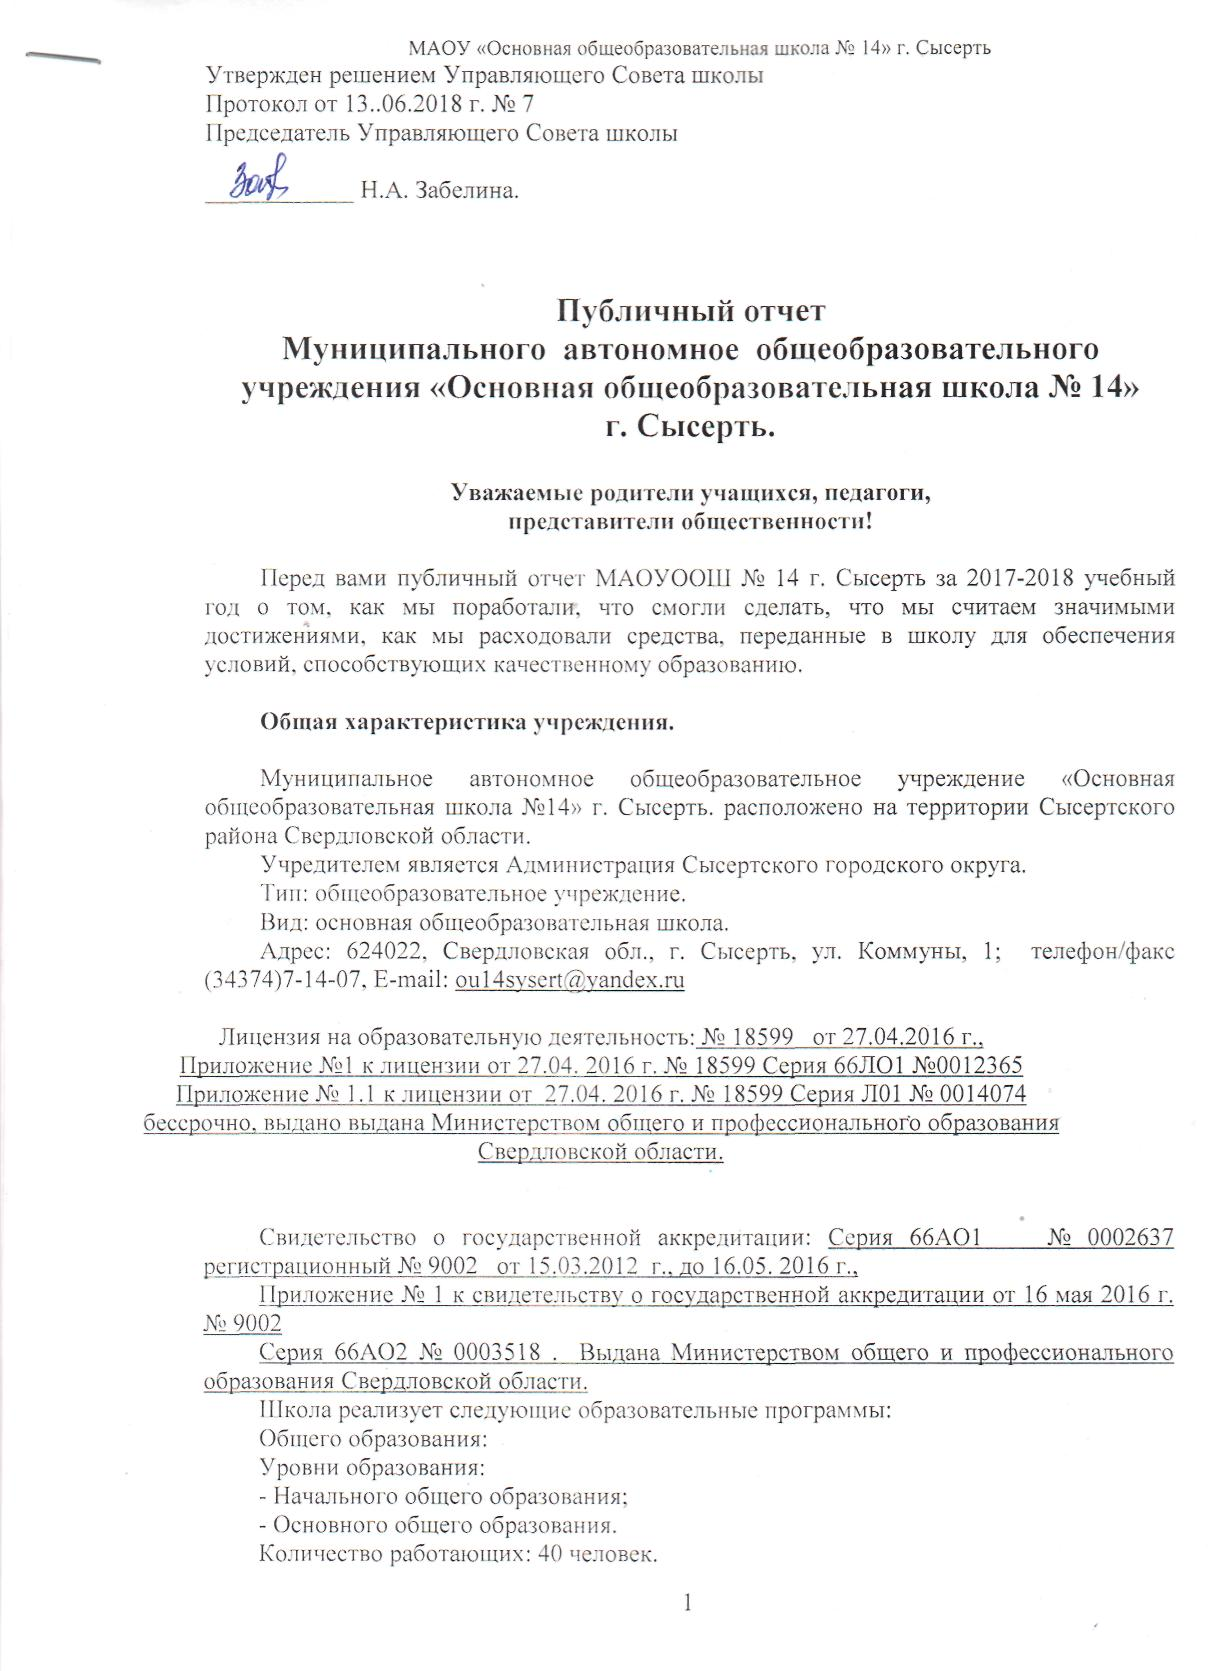 МАОУ «Основная общеобразовательная школа № 14» г. Сысерть
Утвержден решением Управляющего Совета школы
Протокол от 13..06.2018 г. № 7
Председатель Управляющего Совета школы
____________ Н.А. Забелина.
Публичный отчет
Муниципального автономное общеобразовательного
учреждения «Основная общеобразовательная школа № 14»
г. Сысерть.
Уважаемые родители учащихся, педагоги,
представители общественности!
Перед вами публичный отчет МАОУООШ № 14 г. Сысерть за 2017-2018 учебный
год о том, как мы поработали, что смогли сделать, что мы считаем значимыми
достижениями, как мы расходовали средства, переданные в школу для обеспечения
условий, способствующих качественному образованию.
Общая характеристика учреждения.
Муниципальное автономное общеобразовательное учреждение «Основная
общеобразовательная школа №14» г. Сысерть. расположено на территории Сысертского
района Свердловской области.
Учредителем является Администрация Сысертского городского округа.
Тип: общеобразовательное учреждение.
Вид: основная общеобразовательная школа.
Адрес: 624022, Свердловская обл., г. Сысерть, ул. Коммуны, 1; телефон/факс
(34374)7-14-07, E-mail: ou14sysert@yandex.ru
Лицензия на образовательную деятельность: № 18599 от 27.04.2016 г.,
Приложение №1 к лицензии от 27.04. 2016 г. № 18599 Серия 66ЛО1 №0012365
Приложение № 1.1 к лицензии от 27.04. 2016 г. № 18599 Серия Л01 № 0014074
бессрочно, выдано выдана Министерством общего и профессионального образования
Свердловской области.
Свидетельство о государственной аккредитации: Серия 66АО1 № 0002637
регистрационный № 9002 от 15.03.2012 г., до 16.05. 2016 г.,
Приложение № 1 к свидетельству о государственной аккредитации от 16 мая 2016 г.
№ 9002
Серия 66АО2 № 0003518 . Выдана Министерством общего и профессионального
образования Свердловской области.
Школа реализует следующие образовательные программы:
Общего образования:
Уровни образования:
- Начального общего образования;
- Основного общего образования.
Количество работающих: 40 человек.
1